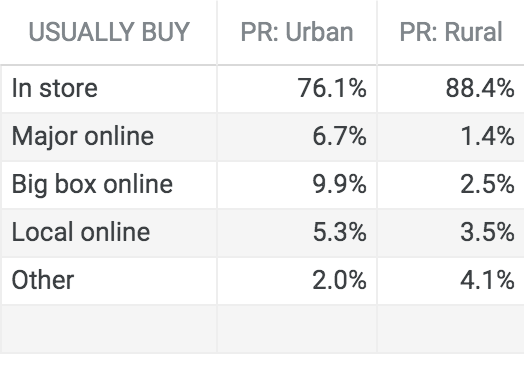 USUALLY BUY PR: Urban PR: Rural
In store 76.1% 88.4%
Major online 6.7% 1.4%
Big box online 9.9% 2.5%
Local online 5.3% 3.5%
Other 2.0% 4.1%